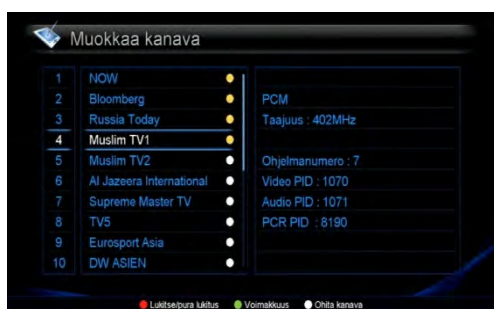 Muokkaa kanava
1 NOW
2 Bloomberg
3 Russia Today
4 Muslim TV1
5 Muslim TV2
6 Al Jazeera International
7 Supreme Master TV
8 TV5
9 Eurosport Asia
10 DW ASIEN
PCM
Taajuus : 402MHz
Ohjelmanumero : 7
Video PID : 1070
Audio PID : 1071
PCR PID : 8190
Lukitse/pura lukitus Voimakkuus Ohita kanava